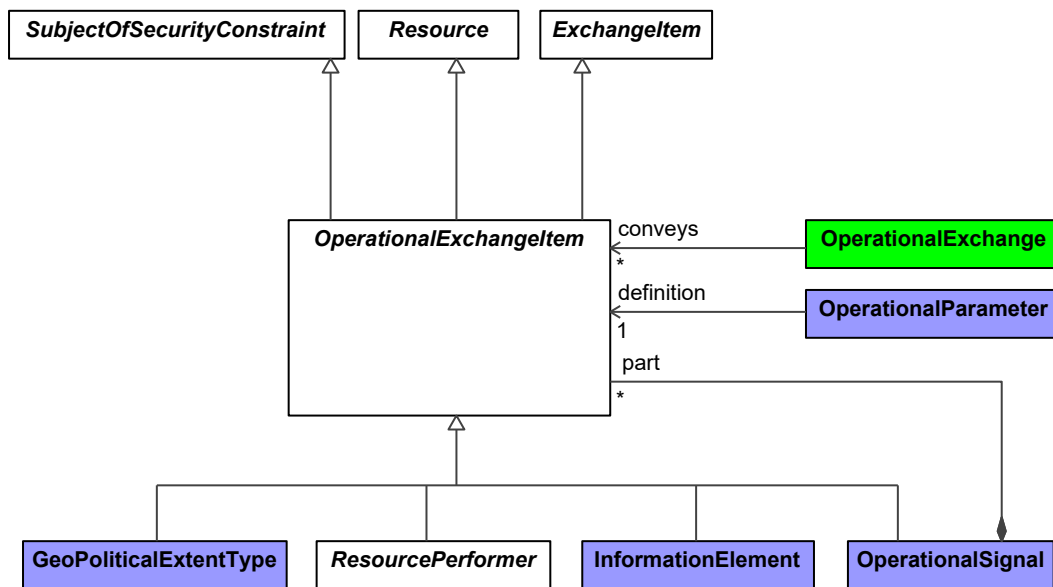 SubjectOfSecurityConstraint
Resource
ExchangeItem
OperationalExchangeItem
conveys
*
OperationalExchange
definition
1
OperationalParameter
part
*
GeoPoliticalExtentType
ResourcePerformer
InformationElement
OperationalSignal